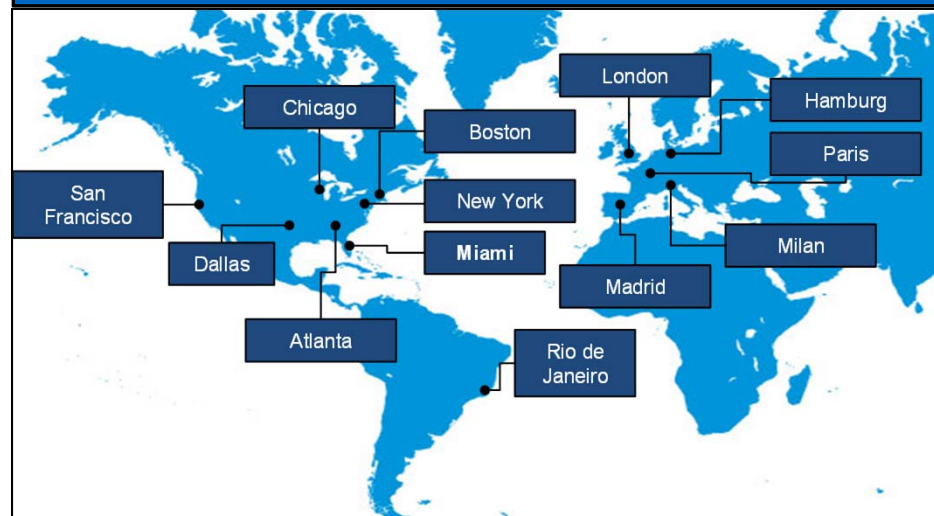 London
Hamburg
Chicago
Boston
Paris
San
Francisco
New York
Miami
Milan
Dallas
Madrid
Atlanta
Rio de
Janeiro